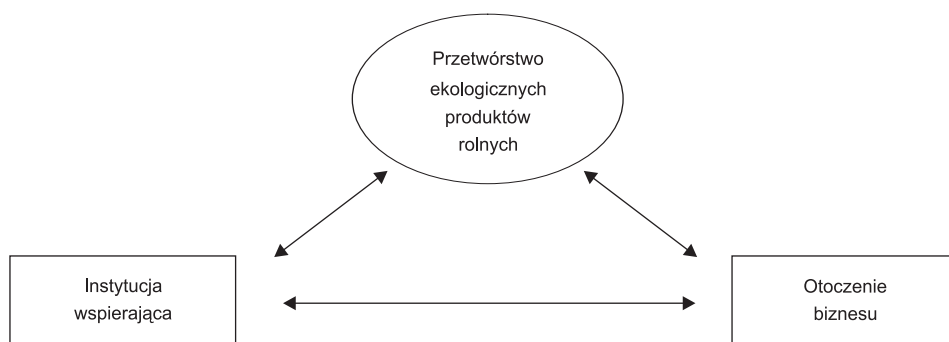 Przetwórstwo
ekologicznych
produktów
rolnych
Instytucja
wspierająca
Otoczenie
biznesu